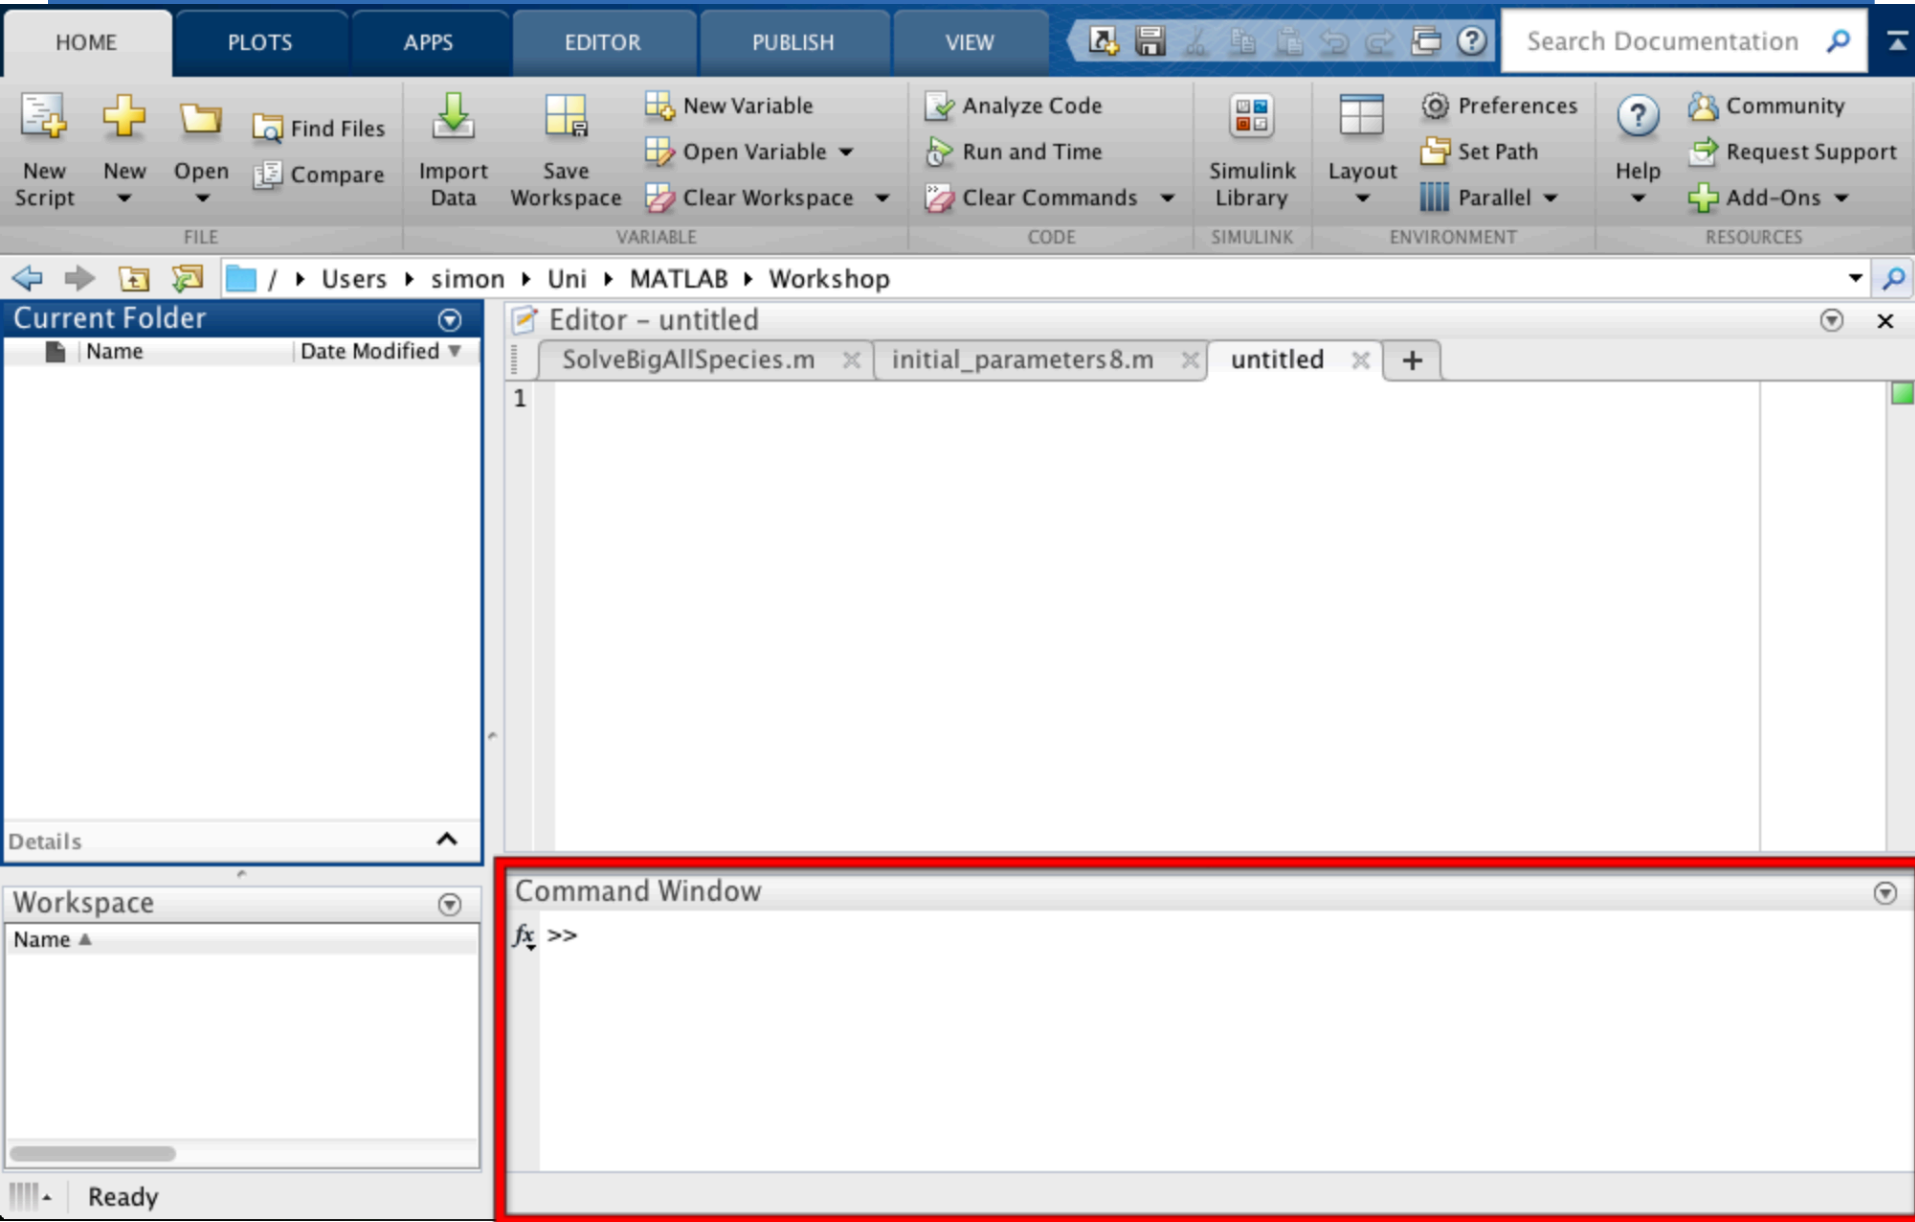 HOME PLOTS APPS EDITOR PUBLISH VIEW Search Documentation
New Script
New
Open
Find Files
Compare
FILE
Import Data
Save Workspace
New Variable
Open Variable
Clear Workspace
VARIABLE
Analyze Code
Run and Time
Clear Commands
CODE
Simulink Library
SIMULINK
Layout
Preferences
Set Path
Parallel
ENVIRONMENT
Help
Community
Request Support
Add-Ons
RESOURCES
/ Users simon Uni MATLAB Workshop
Current Folder
Name Date Modified
Details
Workspace
Name
Ready
Editor - untitled
SolveBigAllSpecies.m initial_parameters8.m untitled +
1
Command Window
fx >>